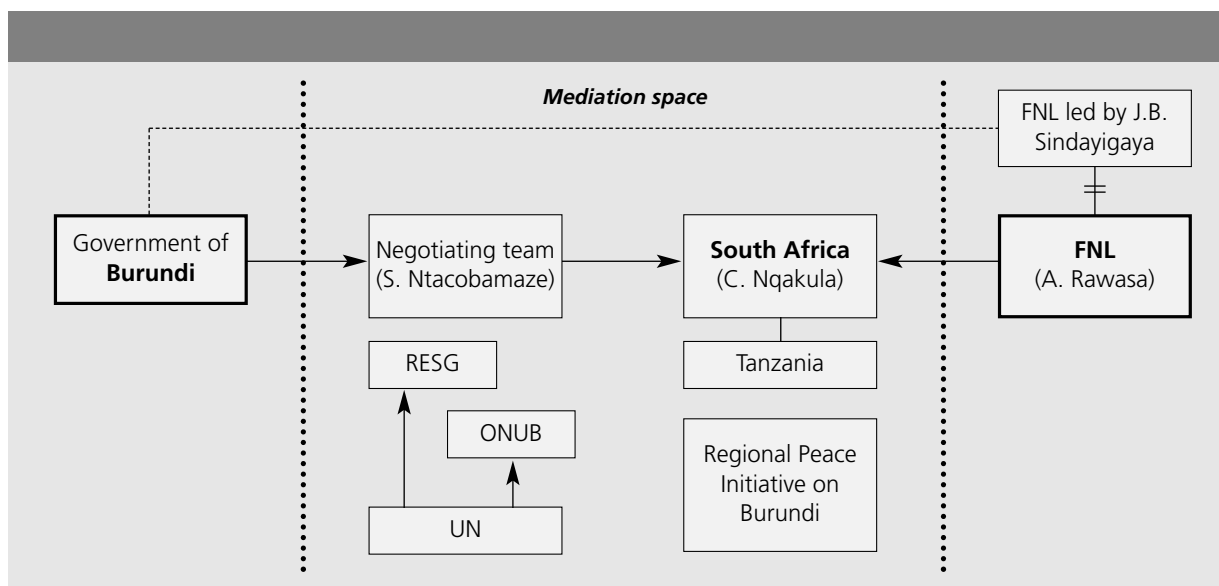 Mediation space
FNL led by J.B.
Sindayigaya
Government of
Burundi
Negotiating team
(S. Ntacobamaze)
South Africa
(C. Nqakula)
FNL
(A. Rawasa)
RESG
Tanzania
ONUB
Regional Peace
Initiative on
Burundi
UN